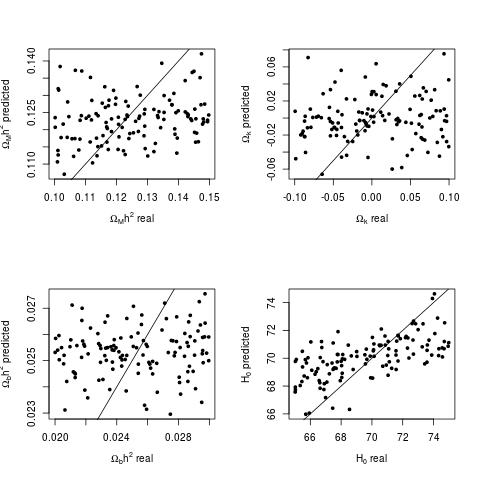 0.140
0.125
0.110
Ω_M h² predicted
0.10 0.11 0.12 0.13 0.14 0.15
Ω_M h² real
0.06
0.02
-0.02
-0.06
Ω_k predicted
-0.10 -0.05 0.00 0.05 0.10
Ω_k real
0.027
0.025
0.023
Ω_b h² predicted
0.020 0.024 0.028
Ω_b h² real
74
72
70
68
66
H_0 predicted
66 68 70 72 74
H_0 real